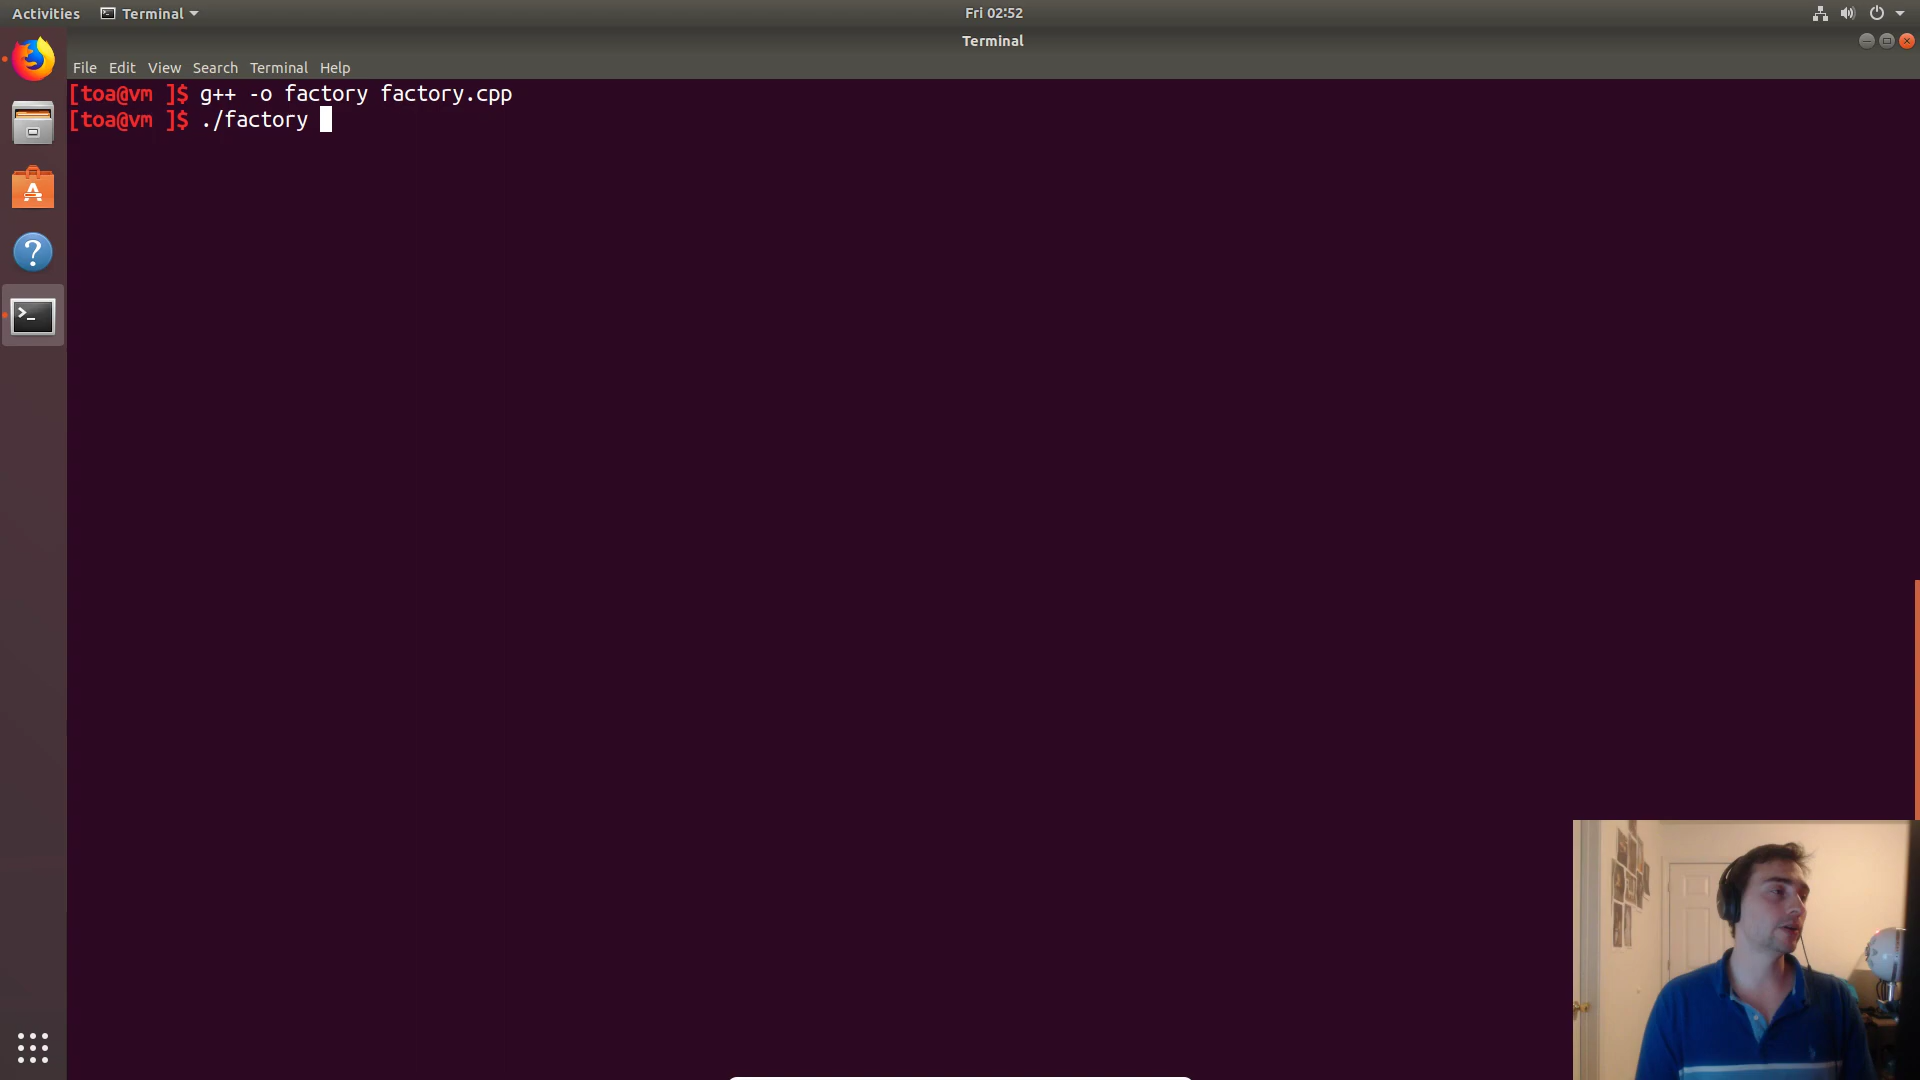 Activities Terminal Fri 02:52
Terminal
File Edit View Search Terminal Help
[toa@vm ]$ g++ -o factory factory.cpp
[toa@vm ]$ ./factory